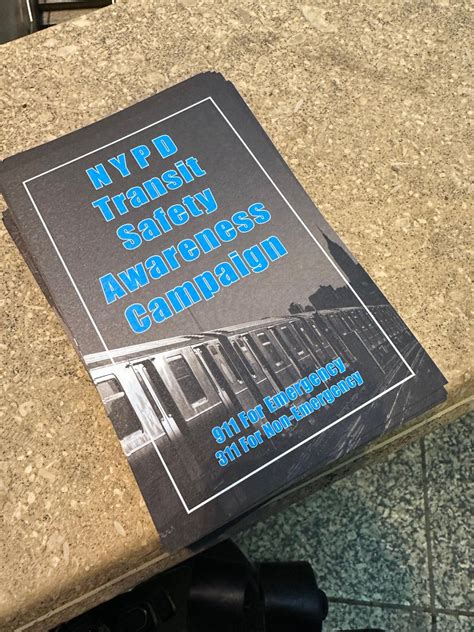 NYPD
Transit
Safety
Awareness
Campaign
911 For Emergency
311 For Non-Emergency